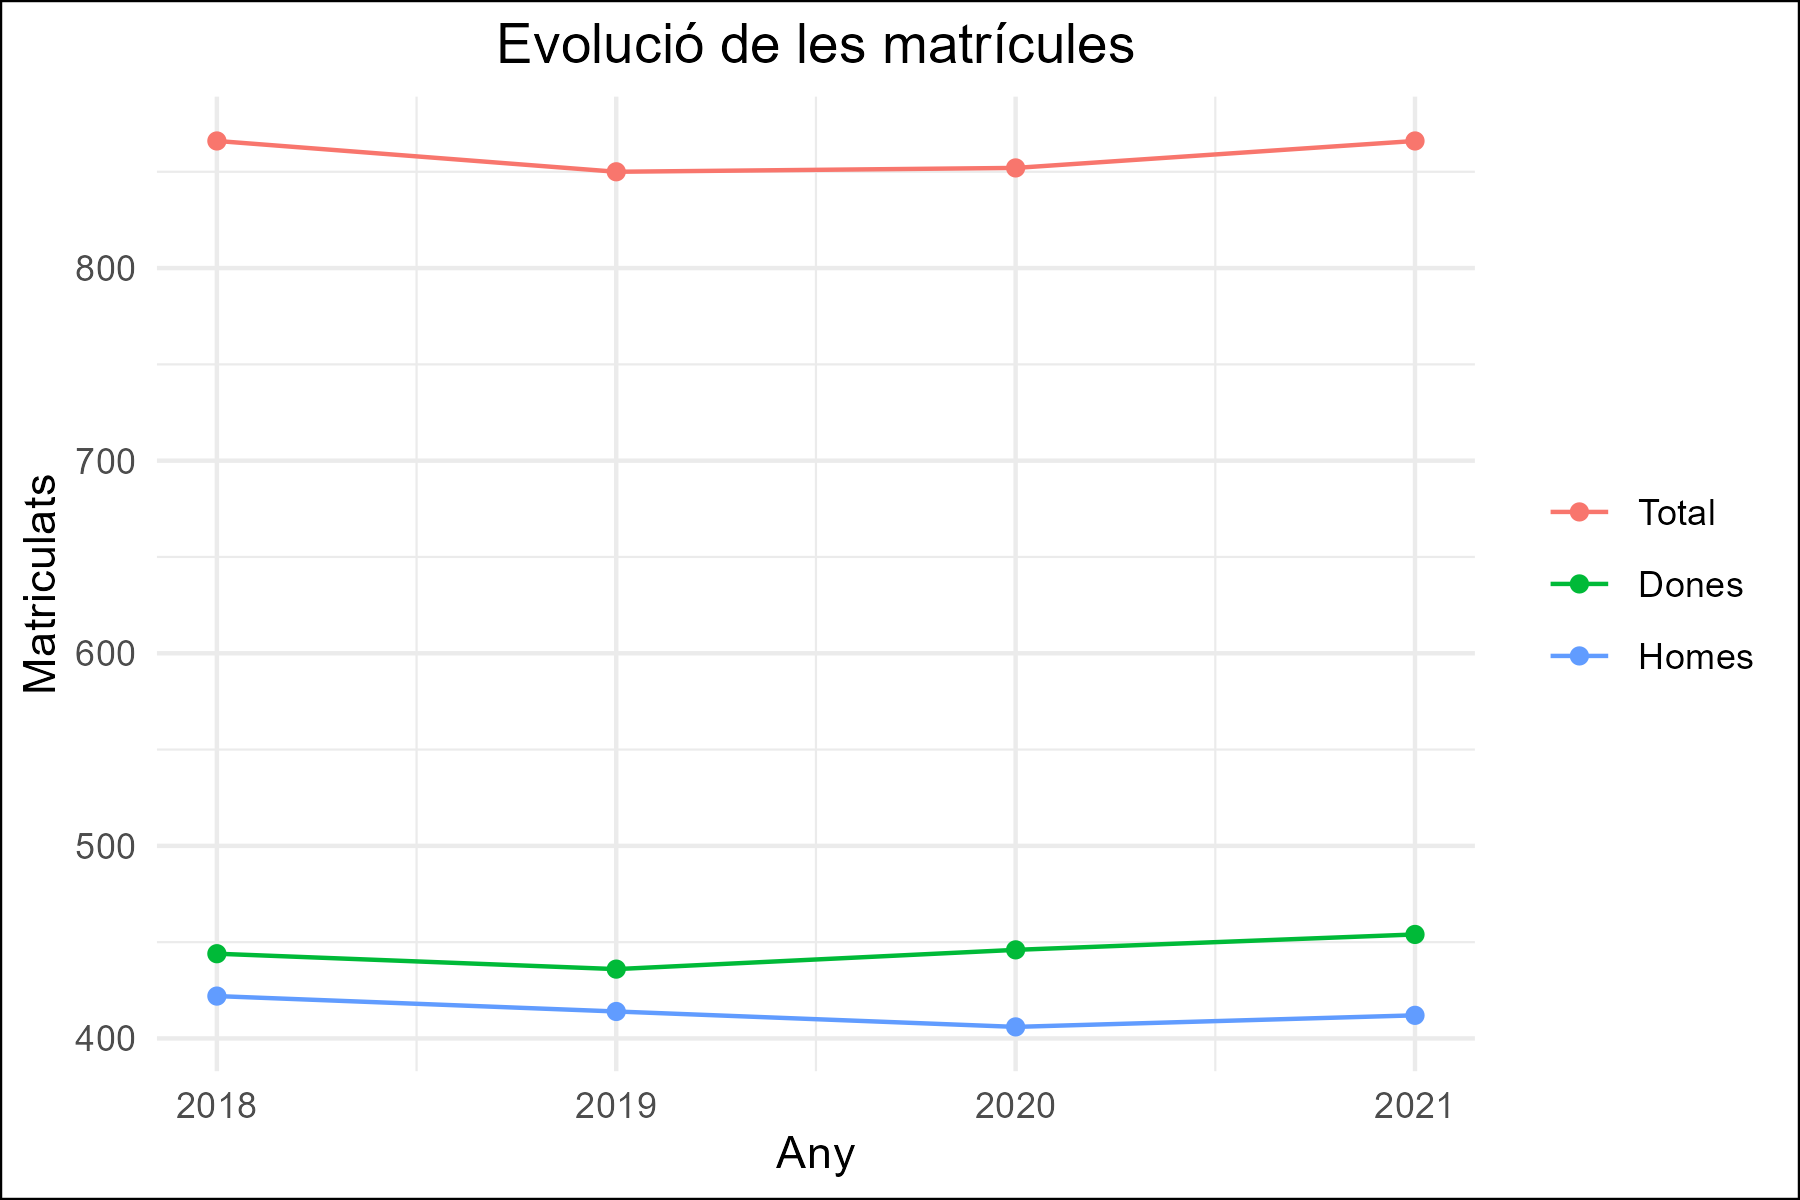 Evolució de les matrícules
Matriculats
800
700
600
500
400
2018 2019 2020 2021
Any
Total
Dones
Homes